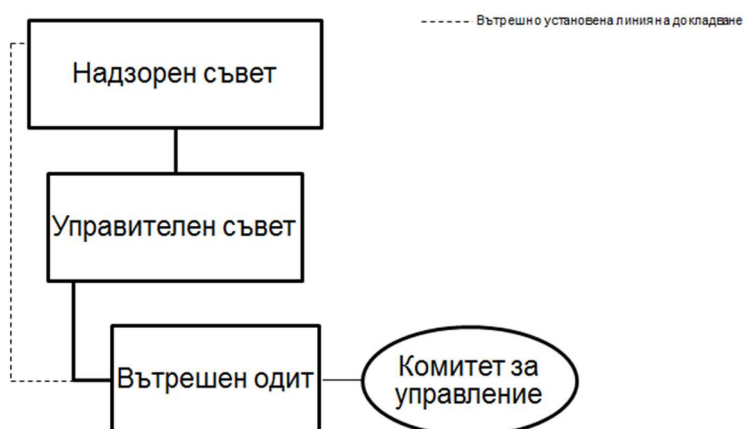 Вътрешно установена линия на докладване
Надзорен съвет
Управителен съвет
Вътрешен одит
Комитет за
управление